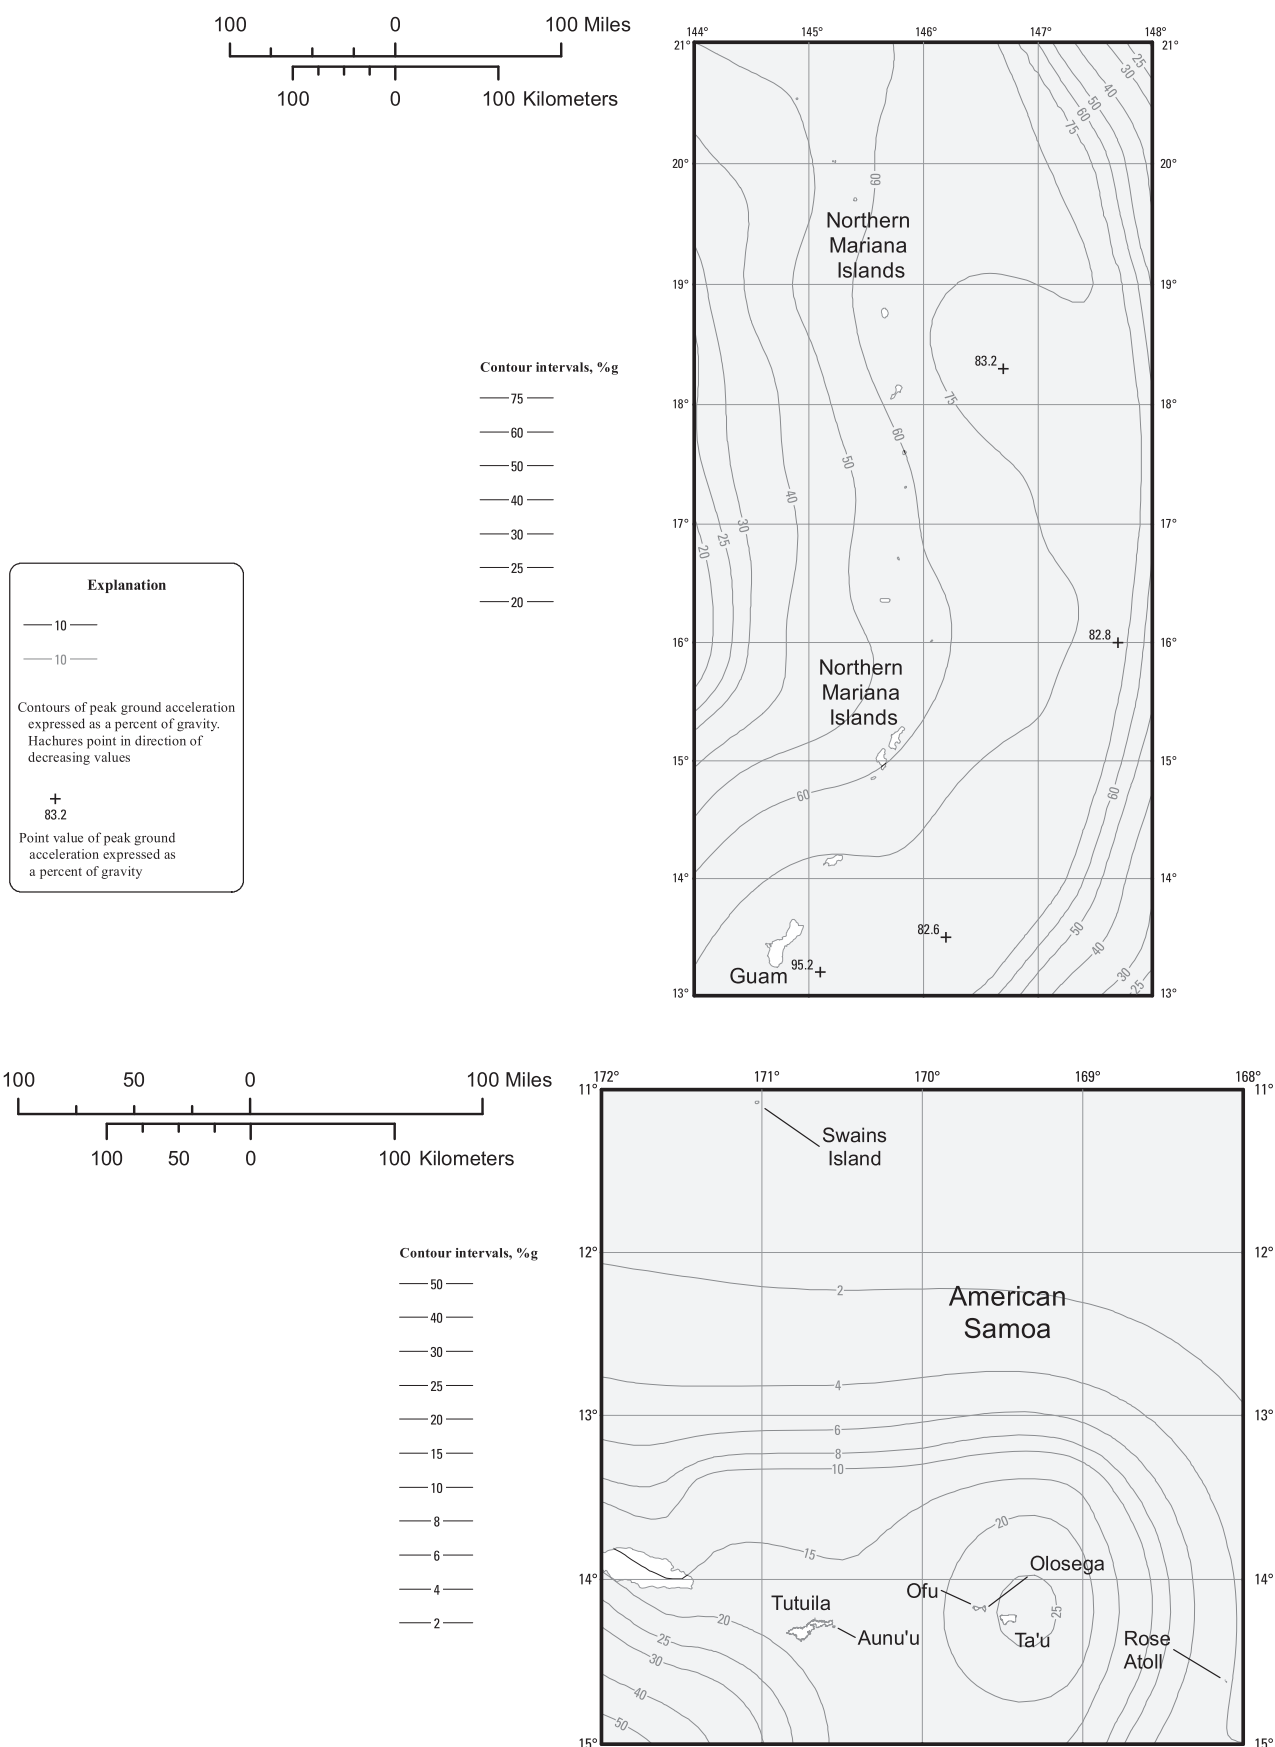 100 0 100 Miles
100 0 100 Kilometers
144° 145° 146° 147° 148°
21° 21°
20° 20°
19° 19°
18° 18°
17° 17°
16° 16°
15° 15°
14° 14°
13° 13°
25
30
40
50
60
75
60
Northern
Mariana
Islands
83.2
75
60
50
40
30
25
20
82.8
Northern
Mariana
Islands
60
60
82.6
50
40
30
25
95.2
Guam
Contour intervals, %g
75
60
50
40
30
25
20
Explanation
10
10
Contours of peak ground acceleration
expressed as a percent of gravity.
Hachures point in direction of
decreasing values
83.2
Point value of peak ground
acceleration expressed as
a percent of gravity
100 50 0 100 Miles
100 50 0 100 Kilometers
172° 171° 170° 169° 168°
11° 11°
12° 12°
13° 13°
14° 14°
15° 15°
Swains
Island
2
American
Samoa
4
6
8
10
20
15
Olosega
Ofu
Tutuila
25
20
Aunu'u
Ta'u
Rose
Atoll
25
30
40
50
Contour intervals, %g
50
40
30
25
20
15
10
8
6
4
2